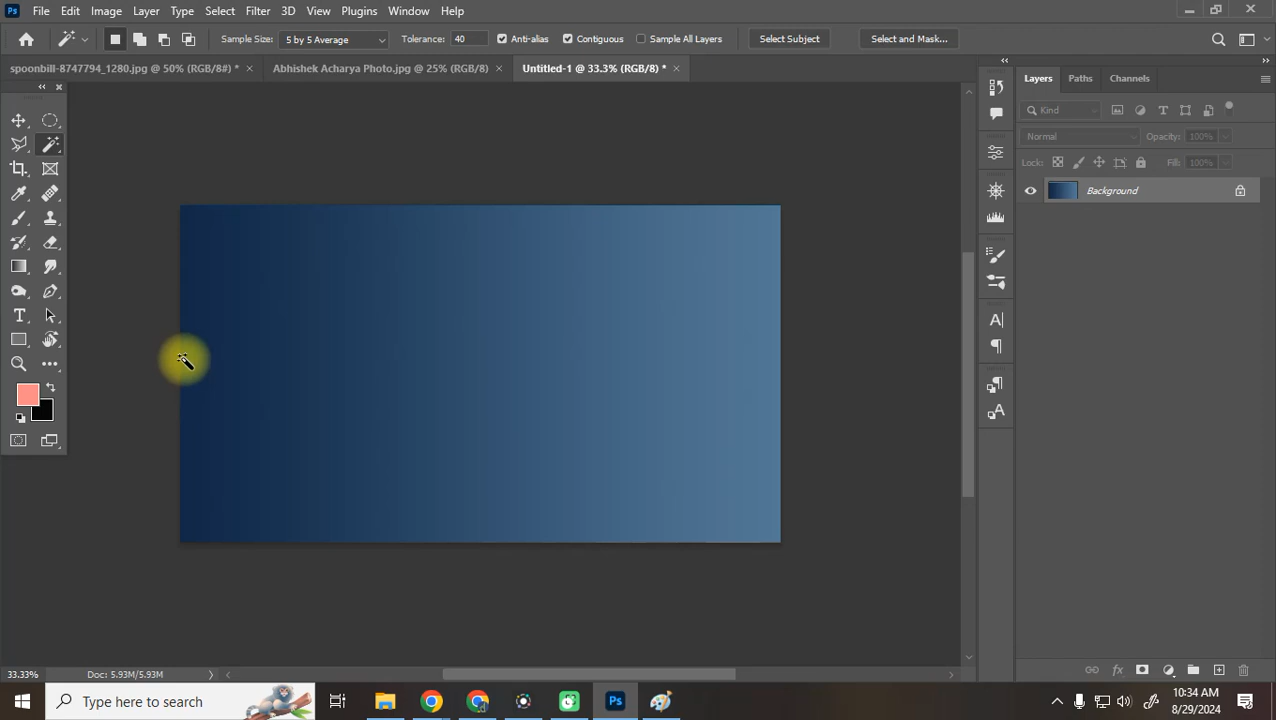 Ps File Edit Image Layer Type Select Filter 3D View Plugins Window Help
Sample Size: 5 by 5 Average Tolerance: 40 Anti-alias Contiguous Sample All Layers Select Subject Select and Mask...
spoonbill-8747794_1280.jpg @ 50% (RGB/8#) * × Abhishek Acharya Photo.jpg @ 25% (RGB/8) × Untitled-1 @ 33.3% (RGB/8) * ×
Layers Paths Channels
Kind
Normal Opacity: 100%
Lock: Fill: 100%
Background
33.33% Doc: 5.93M/5.93M
Type here to search
Ps
10:34 AM
8/29/2024